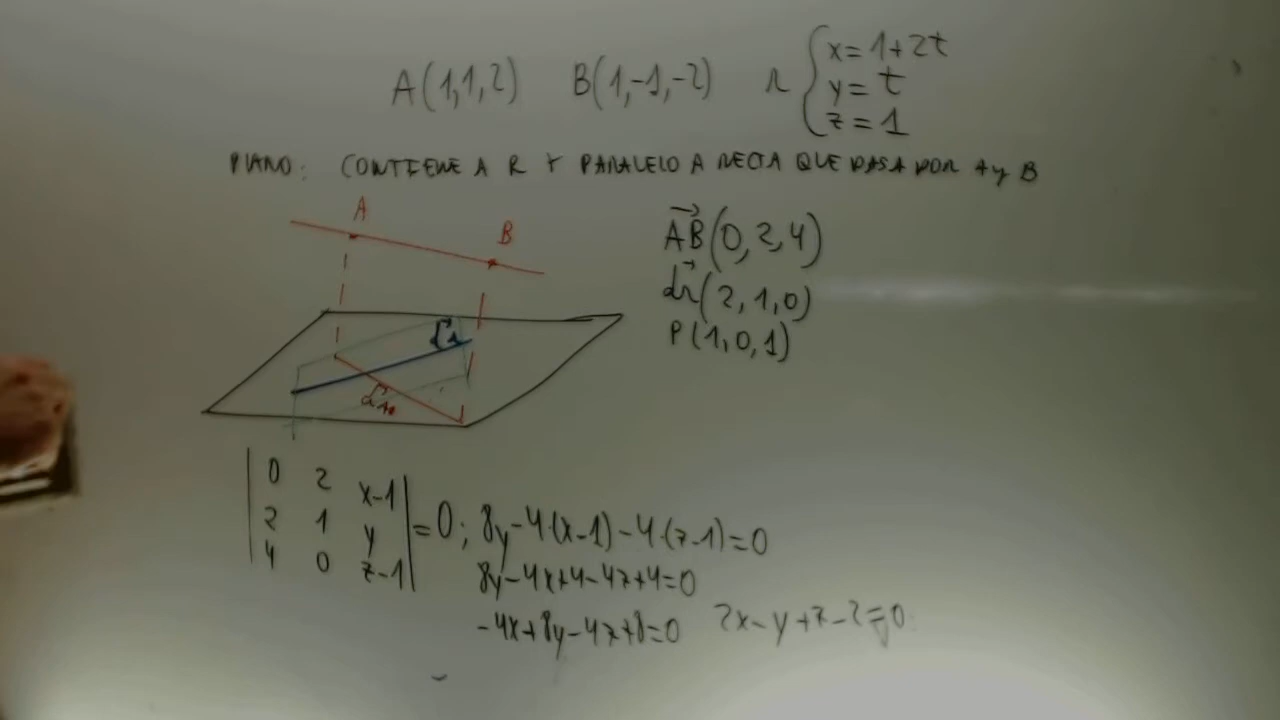 A(1,1,2) B(1,-1,-2) r { x=1+2t
y=t
z=1
PLANO: CONTIENE A R Y PARALELO A RECTA QUE PASA POR A y B
A
B
AB(0,2,4)
dr(2,1,0)
P(1,0,1)
| 0 2 x-1 |
| 2 1 y | =0; 8y-4·(x-1)-4·(z-1)=0
| 4 0 z-1 |
8y-4x+4-4z+4=0
-4x+8y-4z+8=0 2x-y+z-2=0